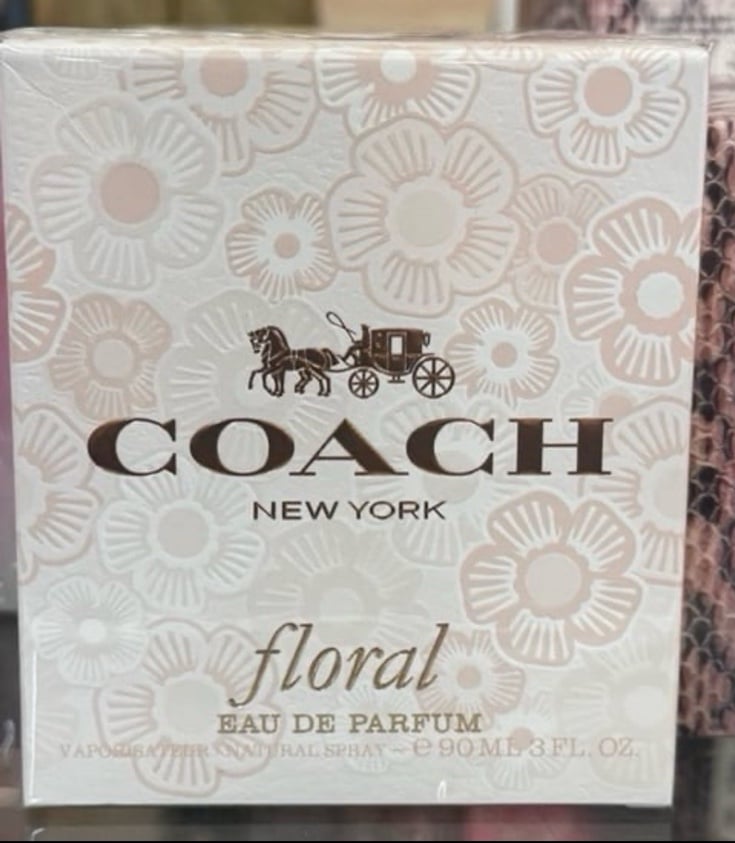 COACH
NEW YORK
floral
EAU DE PARFUM
VAPORISATEUR NATURAL SPRAY ~ ℮ 90 ML 3 FL. OZ.